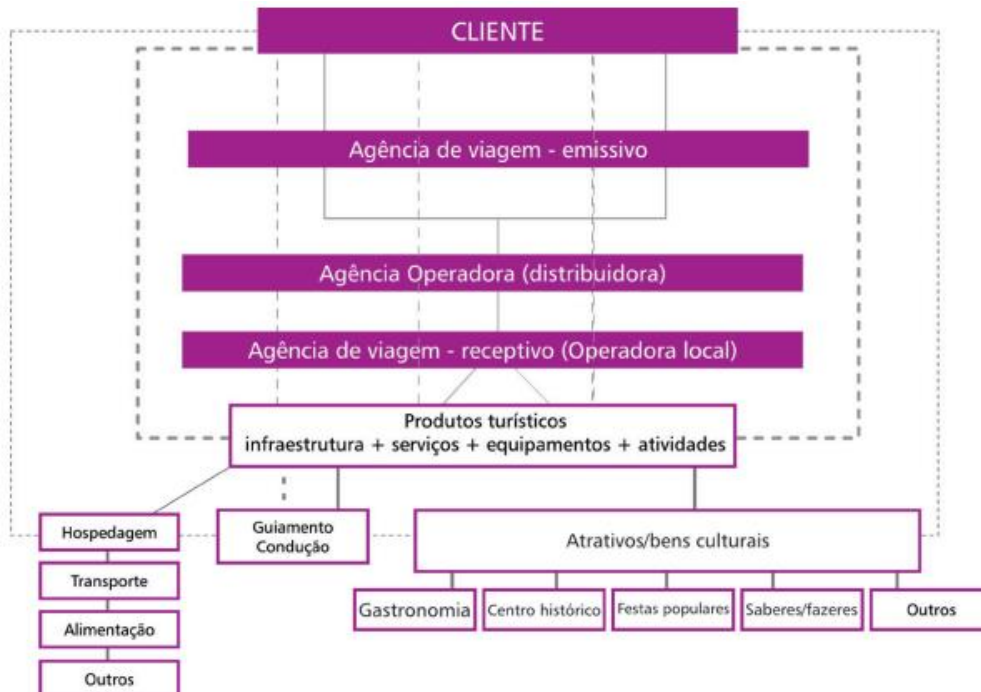 CLIENTE
Agência de viagem - emissivo
Agência Operadora (distribuidora)
Agência de viagem - receptivo (Operadora local)
Produtos turísticos
infraestrutura + serviços + equipamentos + atividades
Hospedagem
Transporte
Alimentação
Outros
Guiamento
Condução
Atrativos/bens culturais
Gastronomia
Centro histórico
Festas populares
Saberes/fazeres
Outros